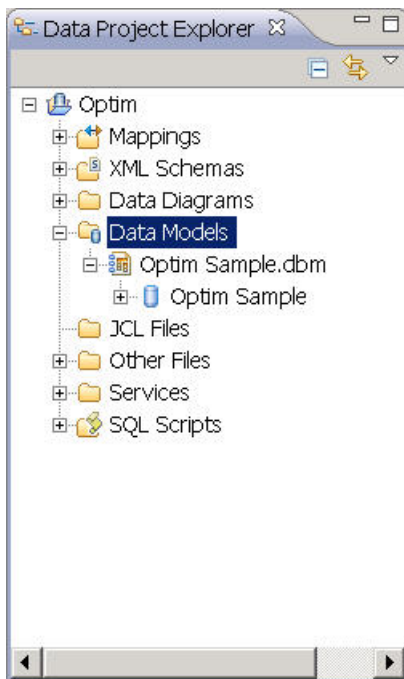 Data Project Explorer
Optim
Mappings
XML Schemas
Data Diagrams
Data Models
Optim Sample.dbm
Optim Sample
JCL Files
Other Files
Services
SQL Scripts